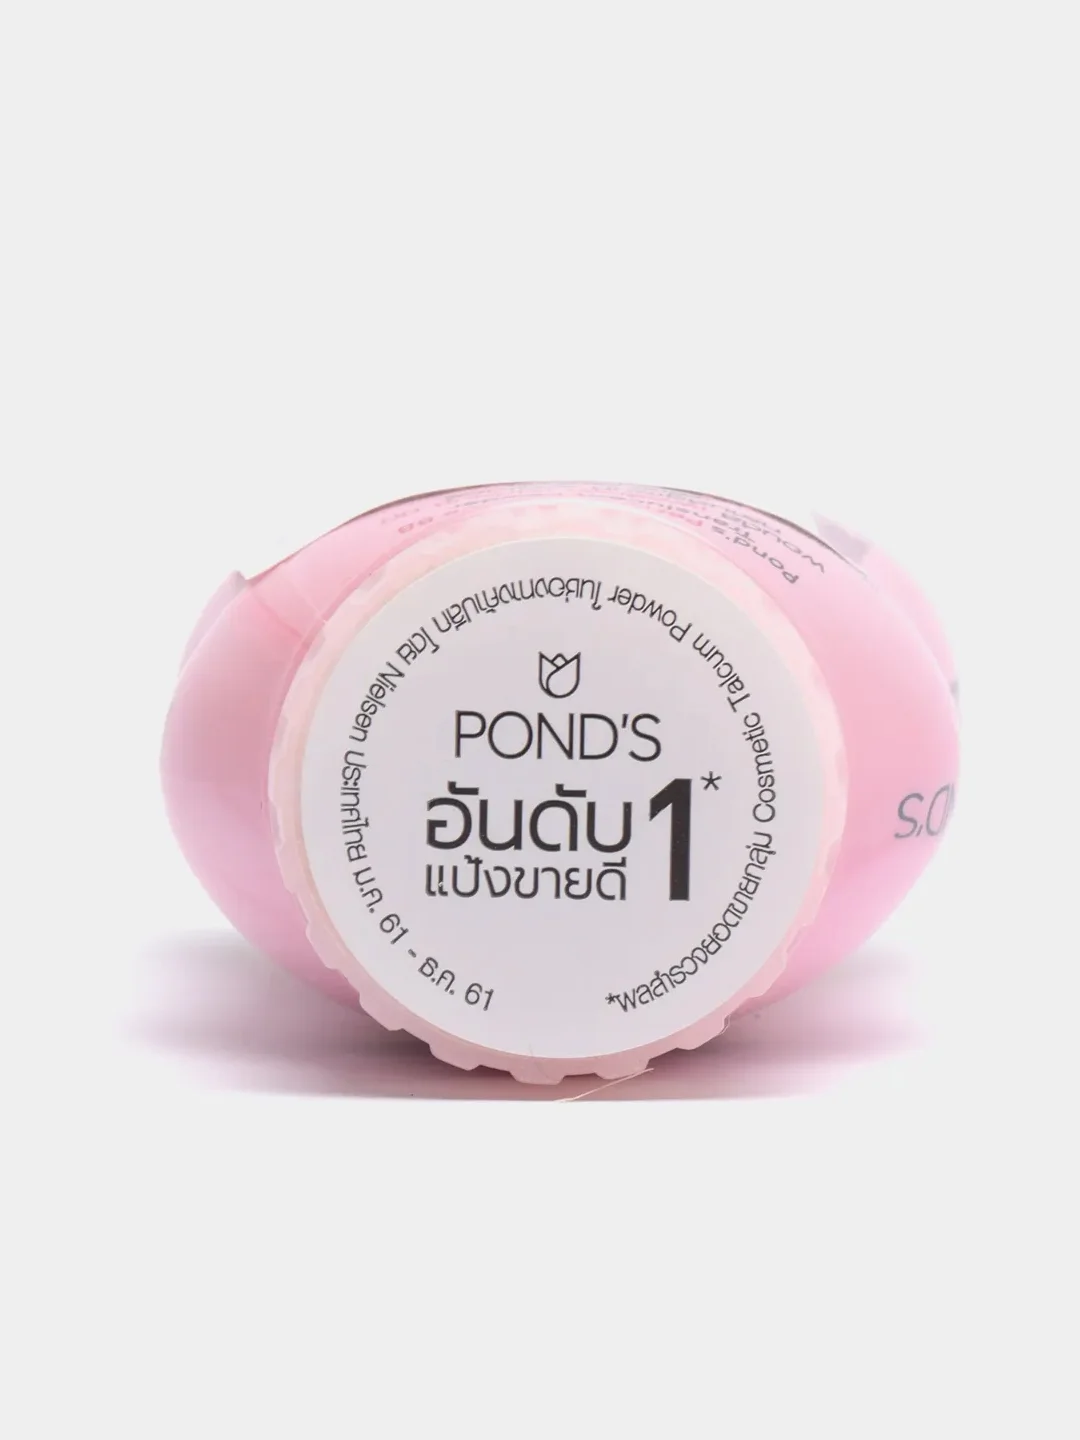 POND'S
อันดับ 1*
แป้งขายดี
*ผลสำรวจยอดขายกลุ่ม Cosmetic Talcum Powder ในช่องทางค้าปลีก โดย Nielsen ประเทศไทย ม.ค. 61 - ธ.ค. 61
Pond's
D'S